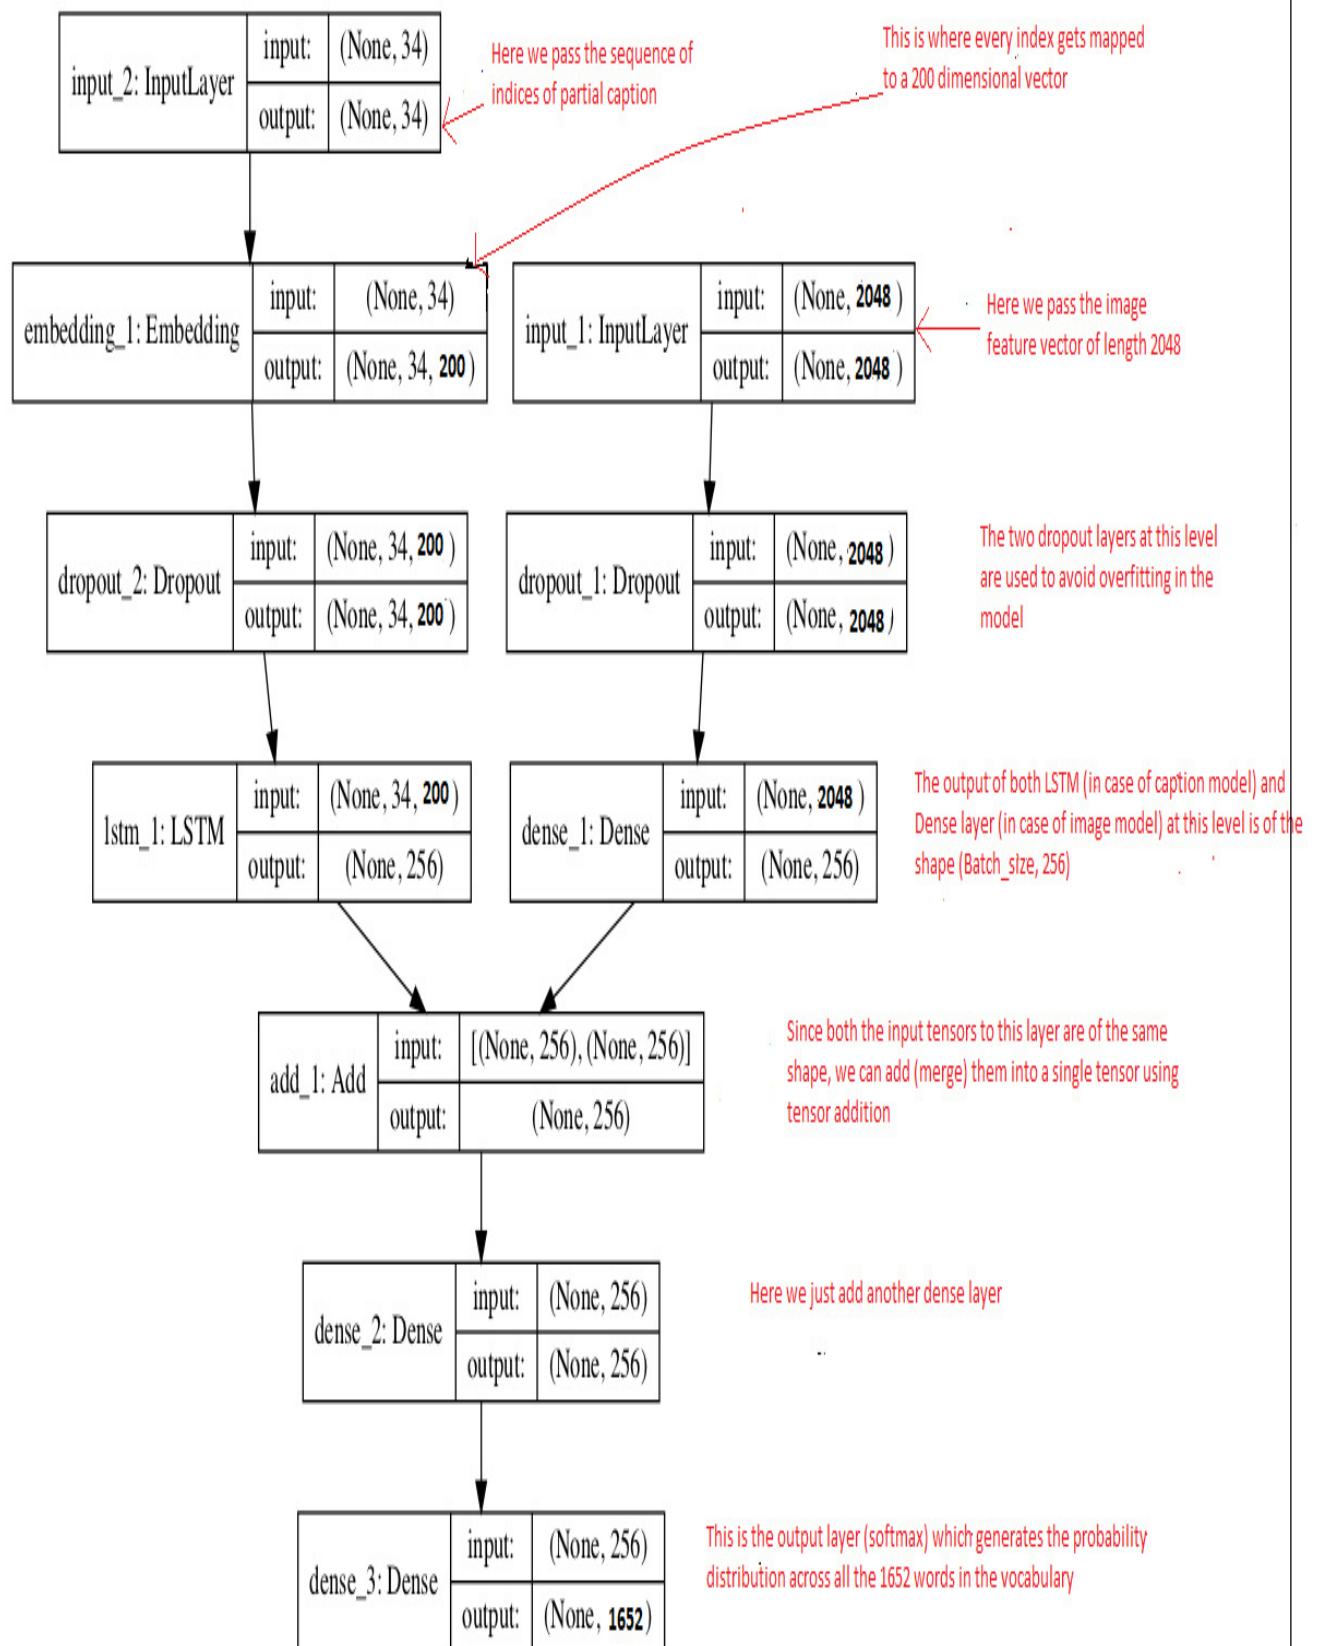 input_2: InputLayer
input:
(None, 34)
output:
(None, 34)
Here we pass the sequence of
indices of partial caption
This is where every index gets mapped
to a 200 dimensional vector
embedding_1: Embedding
input:
(None, 34)
output:
(None, 34, 200 )
input_1: InputLayer
input:
(None, 2048 )
output:
(None, 2048 )
Here we pass the image
feature vector of length 2048
dropout_2: Dropout
input:
(None, 34, 200 )
output:
(None, 34, 200 )
dropout_1: Dropout
input:
(None, 2048 )
output:
(None, 2048 )
The two dropout layers at this level
are used to avoid overfitting in the
model
lstm_1: LSTM
input:
(None, 34, 200 )
output:
(None, 256)
dense_1: Dense
input:
(None, 2048 )
output:
(None, 256)
The output of both LSTM (in case of caption model) and
Dense layer (in case of image model) at this level is of the
shape (Batch_size, 256)
add_1: Add
input:
[(None, 256), (None, 256)]
output:
(None, 256)
Since both the input tensors to this layer are of the same
shape, we can add (merge) them into a single tensor using
tensor addition
dense_2: Dense
input:
(None, 256)
output:
(None, 256)
Here we just add another dense layer
dense_3: Dense
input:
(None, 256)
output:
(None, 1652 )
This is the output layer (softmax) which generates the probability
distribution across all the 1652 words in the vocabulary